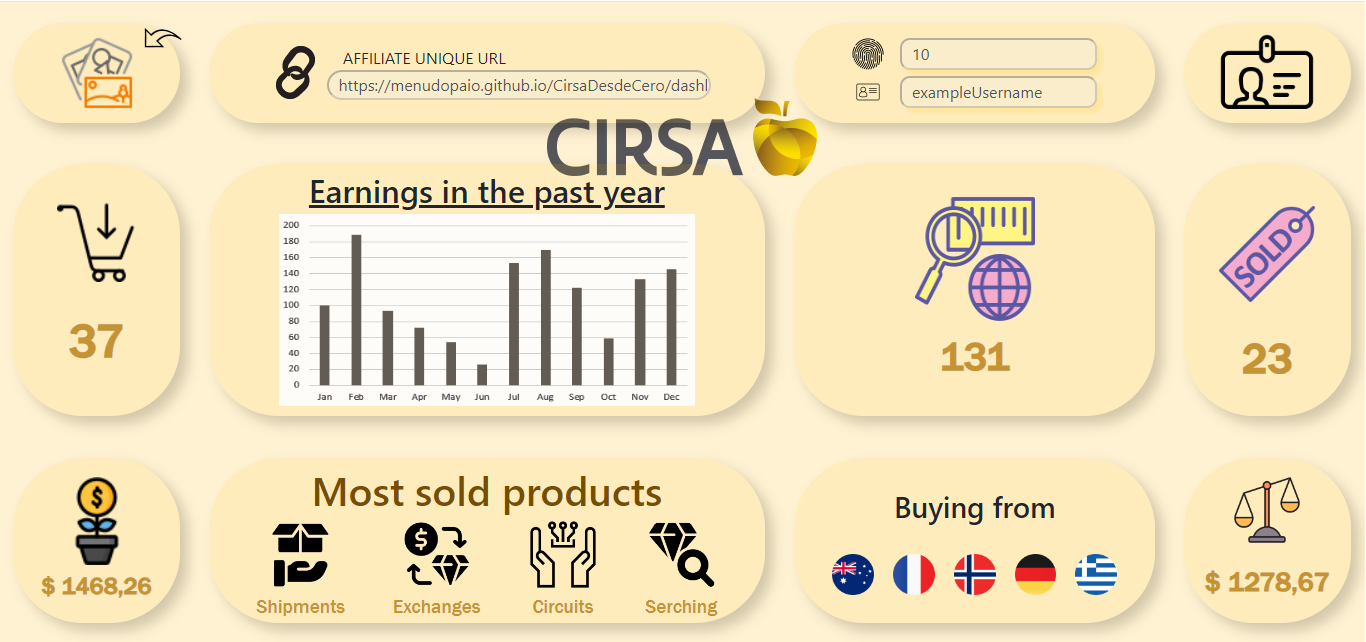 AFFILIATE UNIQUE URL
https://menudopaio.github.io/CirsaDesdeCero/dashl
10
exampleUsername
CIRSA
37
Earnings in the past year
200
180
160
140
120
100
80
60
40
20
0
Jan Feb Mar Apr May Jun Jul Aug Sep Oct Nov Dec
131
SOLD
23
$ 1468,26
Most sold products
Shipments Exchanges Circuits Serching
Buying from
$ 1278,67